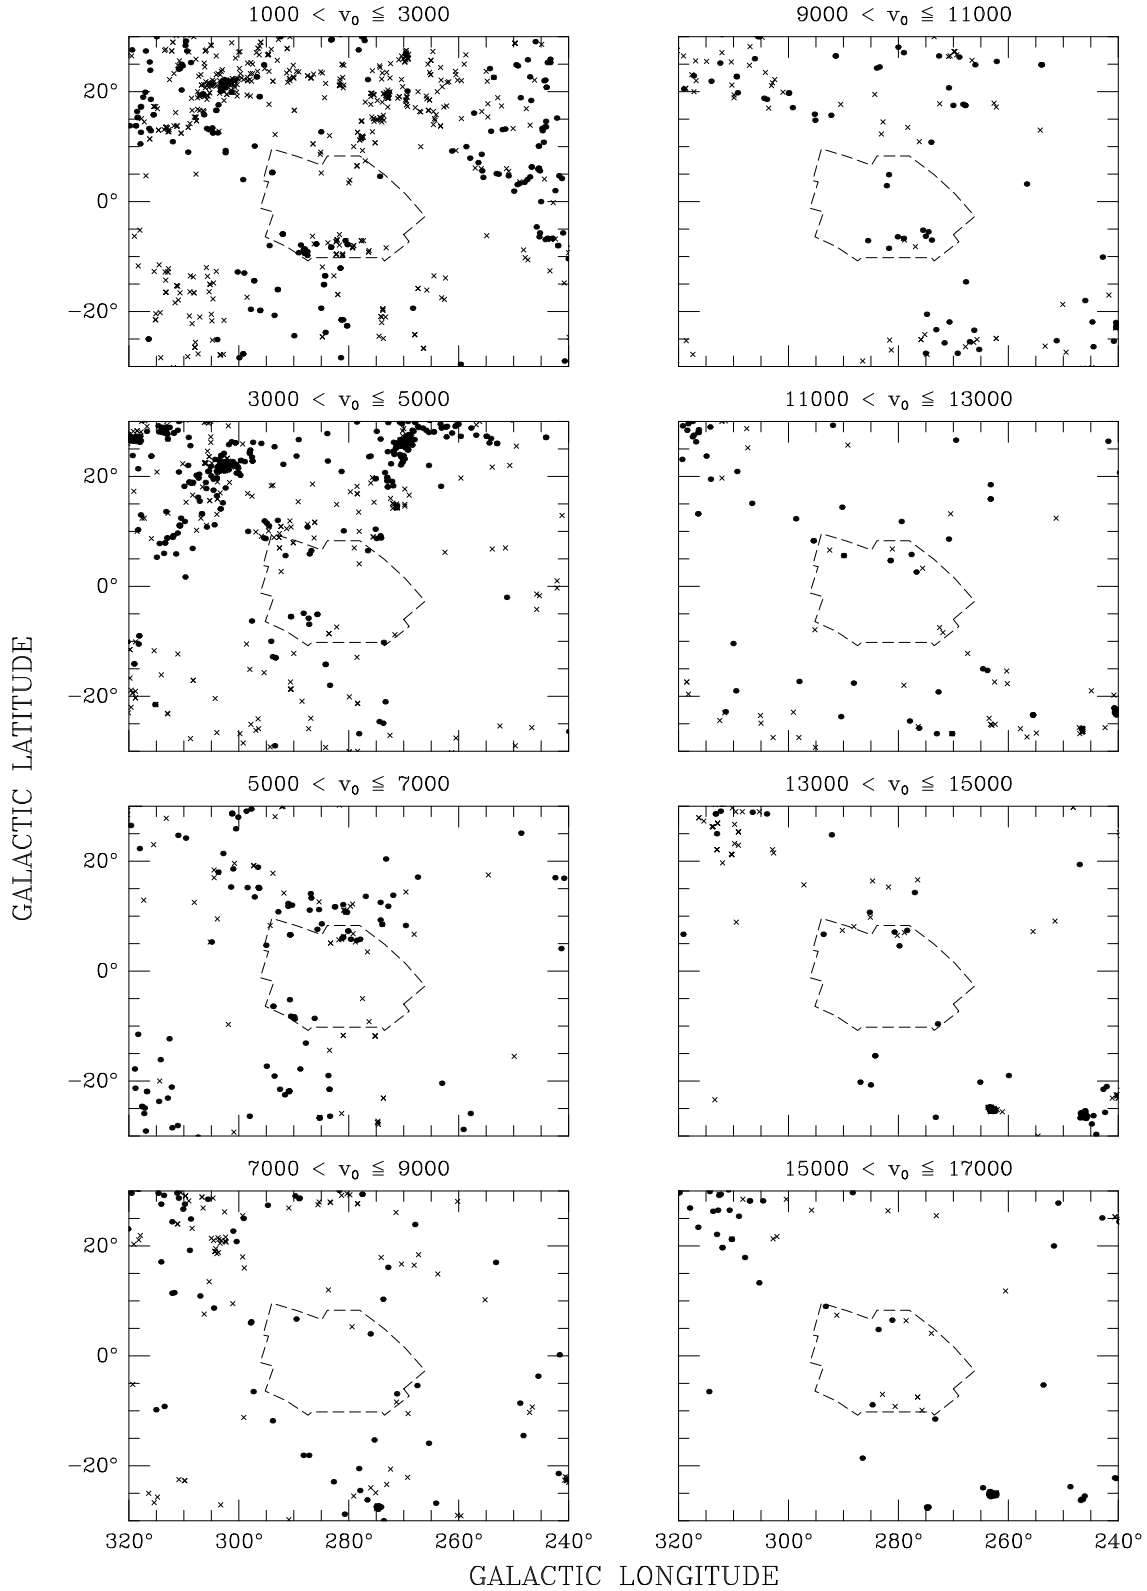 1000 < v₀ ≦ 3000
9000 < v₀ ≦ 11000
20°
0°
−20°
3000 < v₀ ≦ 5000
11000 < v₀ ≦ 13000
20°
0°
−20°
5000 < v₀ ≦ 7000
13000 < v₀ ≦ 15000
20°
0°
−20°
7000 < v₀ ≦ 9000
15000 < v₀ ≦ 17000
20°
0°
−20°
320° 300° 280° 260° 240° 320° 300° 280° 260° 240°
GALACTIC LATITUDE
GALACTIC LONGITUDE